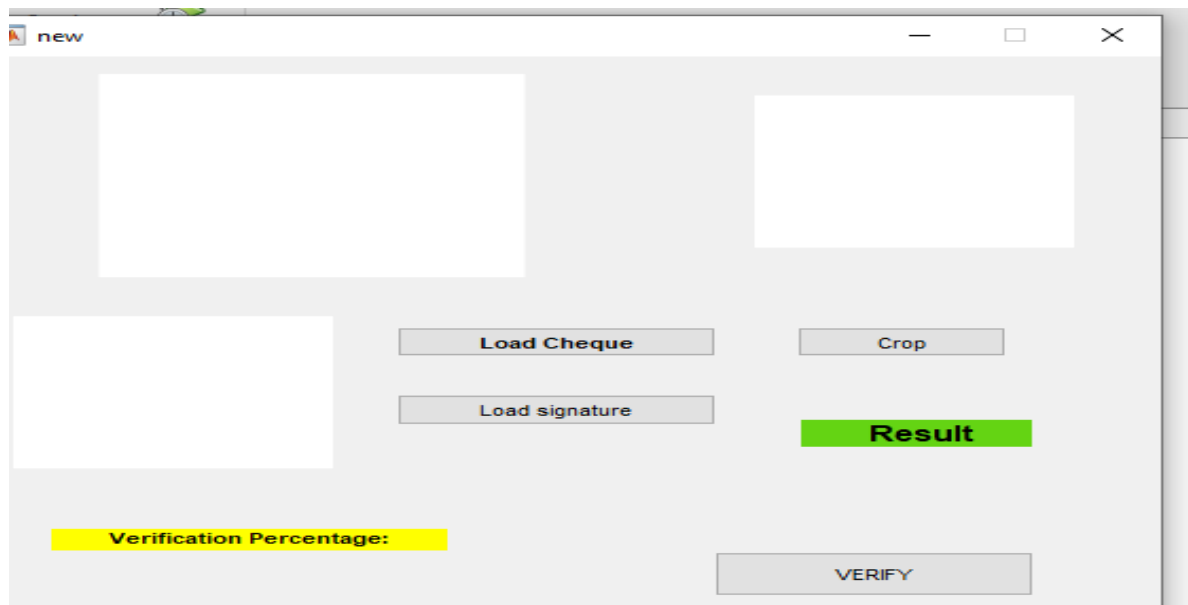 new
Load Cheque
Crop
Load signature
Result
Verification Percentage:
VERIFY